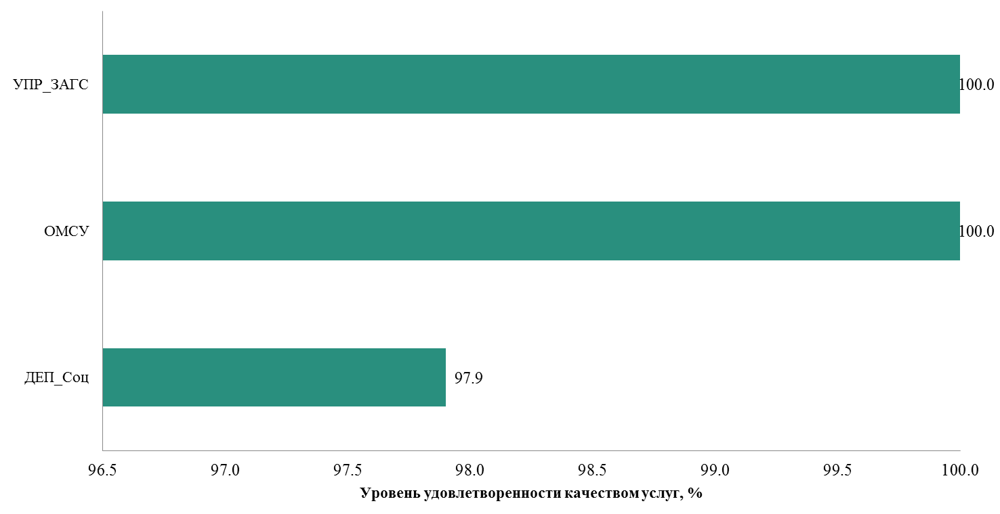 УПР_ЗАГС
100.0
ОМСУ
100.0
ДЕП_Соц
97.9
96.5 97.0 97.5 98.0 98.5 99.0 99.5 100.0
Уровень удовлетворенности качеством услуг, %